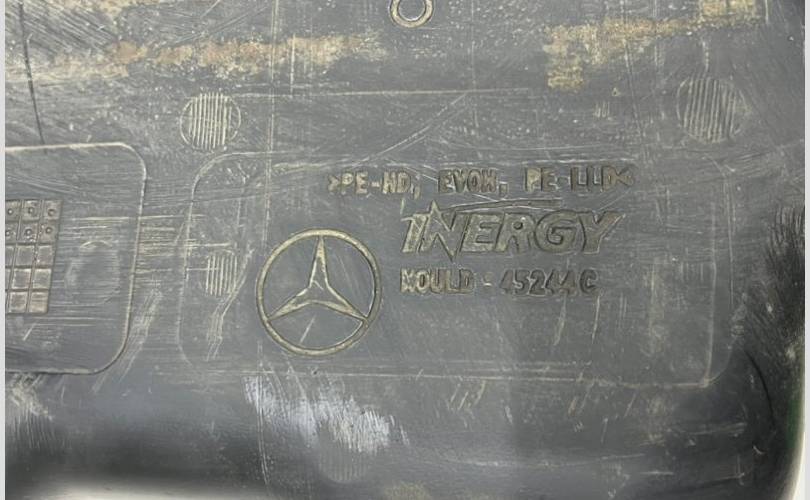 >PE-HD, EVOH, PE-LLD<
INERGY
MOULD - 45244C